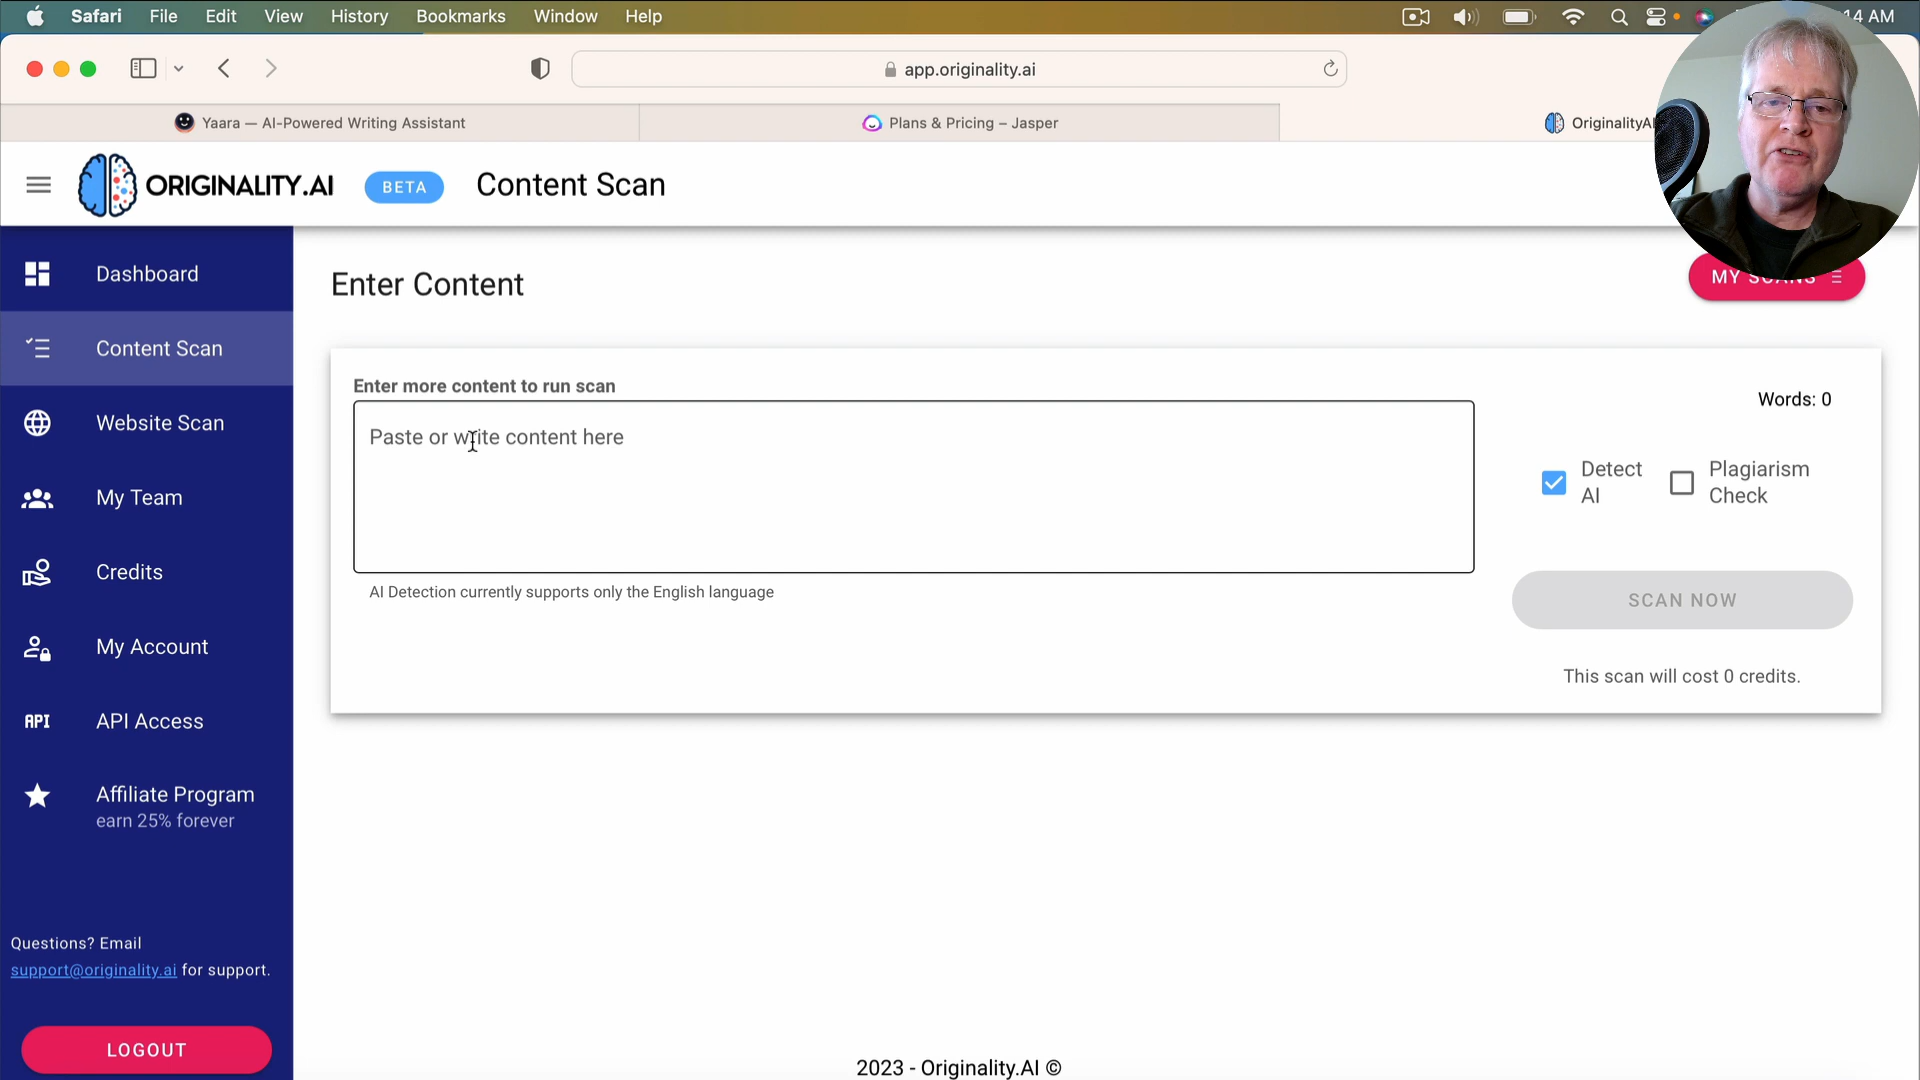 Safari File Edit View History Bookmarks Window Help
14 AM
app.originality.ai
Yaara — AI-Powered Writing Assistant
Plans & Pricing – Jasper
OriginalityAI
ORIGINALITY.AI
BETA
Content Scan
Dashboard
Content Scan
Website Scan
My Team
Credits
My Account
API
API Access
Affiliate Program
earn 25% forever
Questions? Email
support@originality.ai for support.
LOGOUT
Enter Content
MY SCANS
Enter more content to run scan
Paste or write content here
AI Detection currently supports only the English language
Words: 0
Detect
AI
Plagiarism
Check
SCAN NOW
This scan will cost 0 credits.
2023 - Originality.AI ©